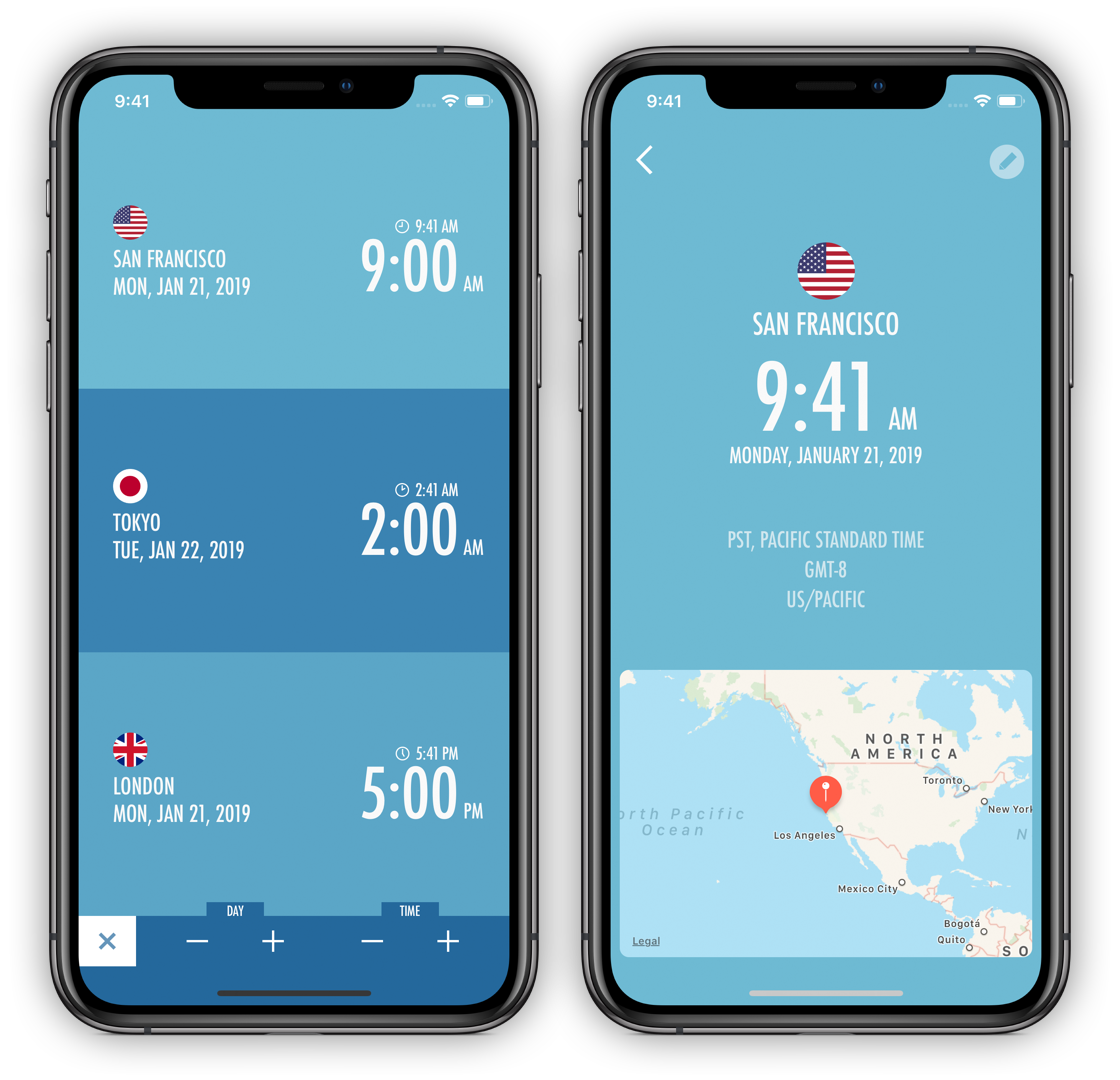 9:41
9:41 AM
SAN FRANCISCO
9:00 AM
MON, JAN 21, 2019
2:41 AM
TOKYO
2:00 AM
TUE, JAN 22, 2019
5:41 PM
LONDON
5:00 PM
MON, JAN 21, 2019
DAY
TIME
9:41
SAN FRANCISCO
9:41 AM
MONDAY, JANUARY 21, 2019
PST, PACIFIC STANDARD TIME
GMT-8
US/PACIFIC
NORTH
AMERICA
Toronto
New York
orth Pacific
Ocean
N
Los Angeles
Mexico City
Bogotá
Quito
SO
Legal